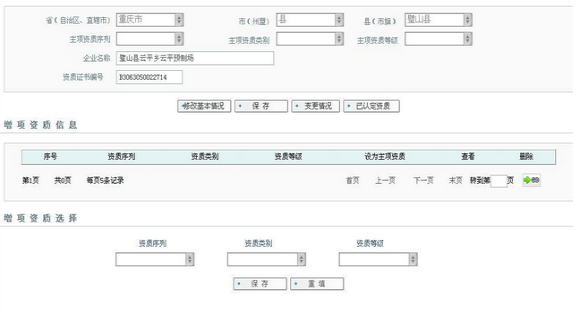 省(自治区、直辖市) 重庆市 市(州盟) 县 县(市旗) 璧山县
主项资质序列 主项资质类别 主项资质等级
企业名称 璧山县云平乡云平预制场
资质证书编号 B3063050022714
修改基本情况 保 存 变更情况 已认定资质
增项资质信息
序号 资质序列 资质类别 资质等级 设为主项资质 查看 删除
第1页 共0页 每页5条记录 首页 上一页 下一页 末页 转到第 页 GO
增项资质选择
资质序列 资质类别 资质等级
保 存 重 填